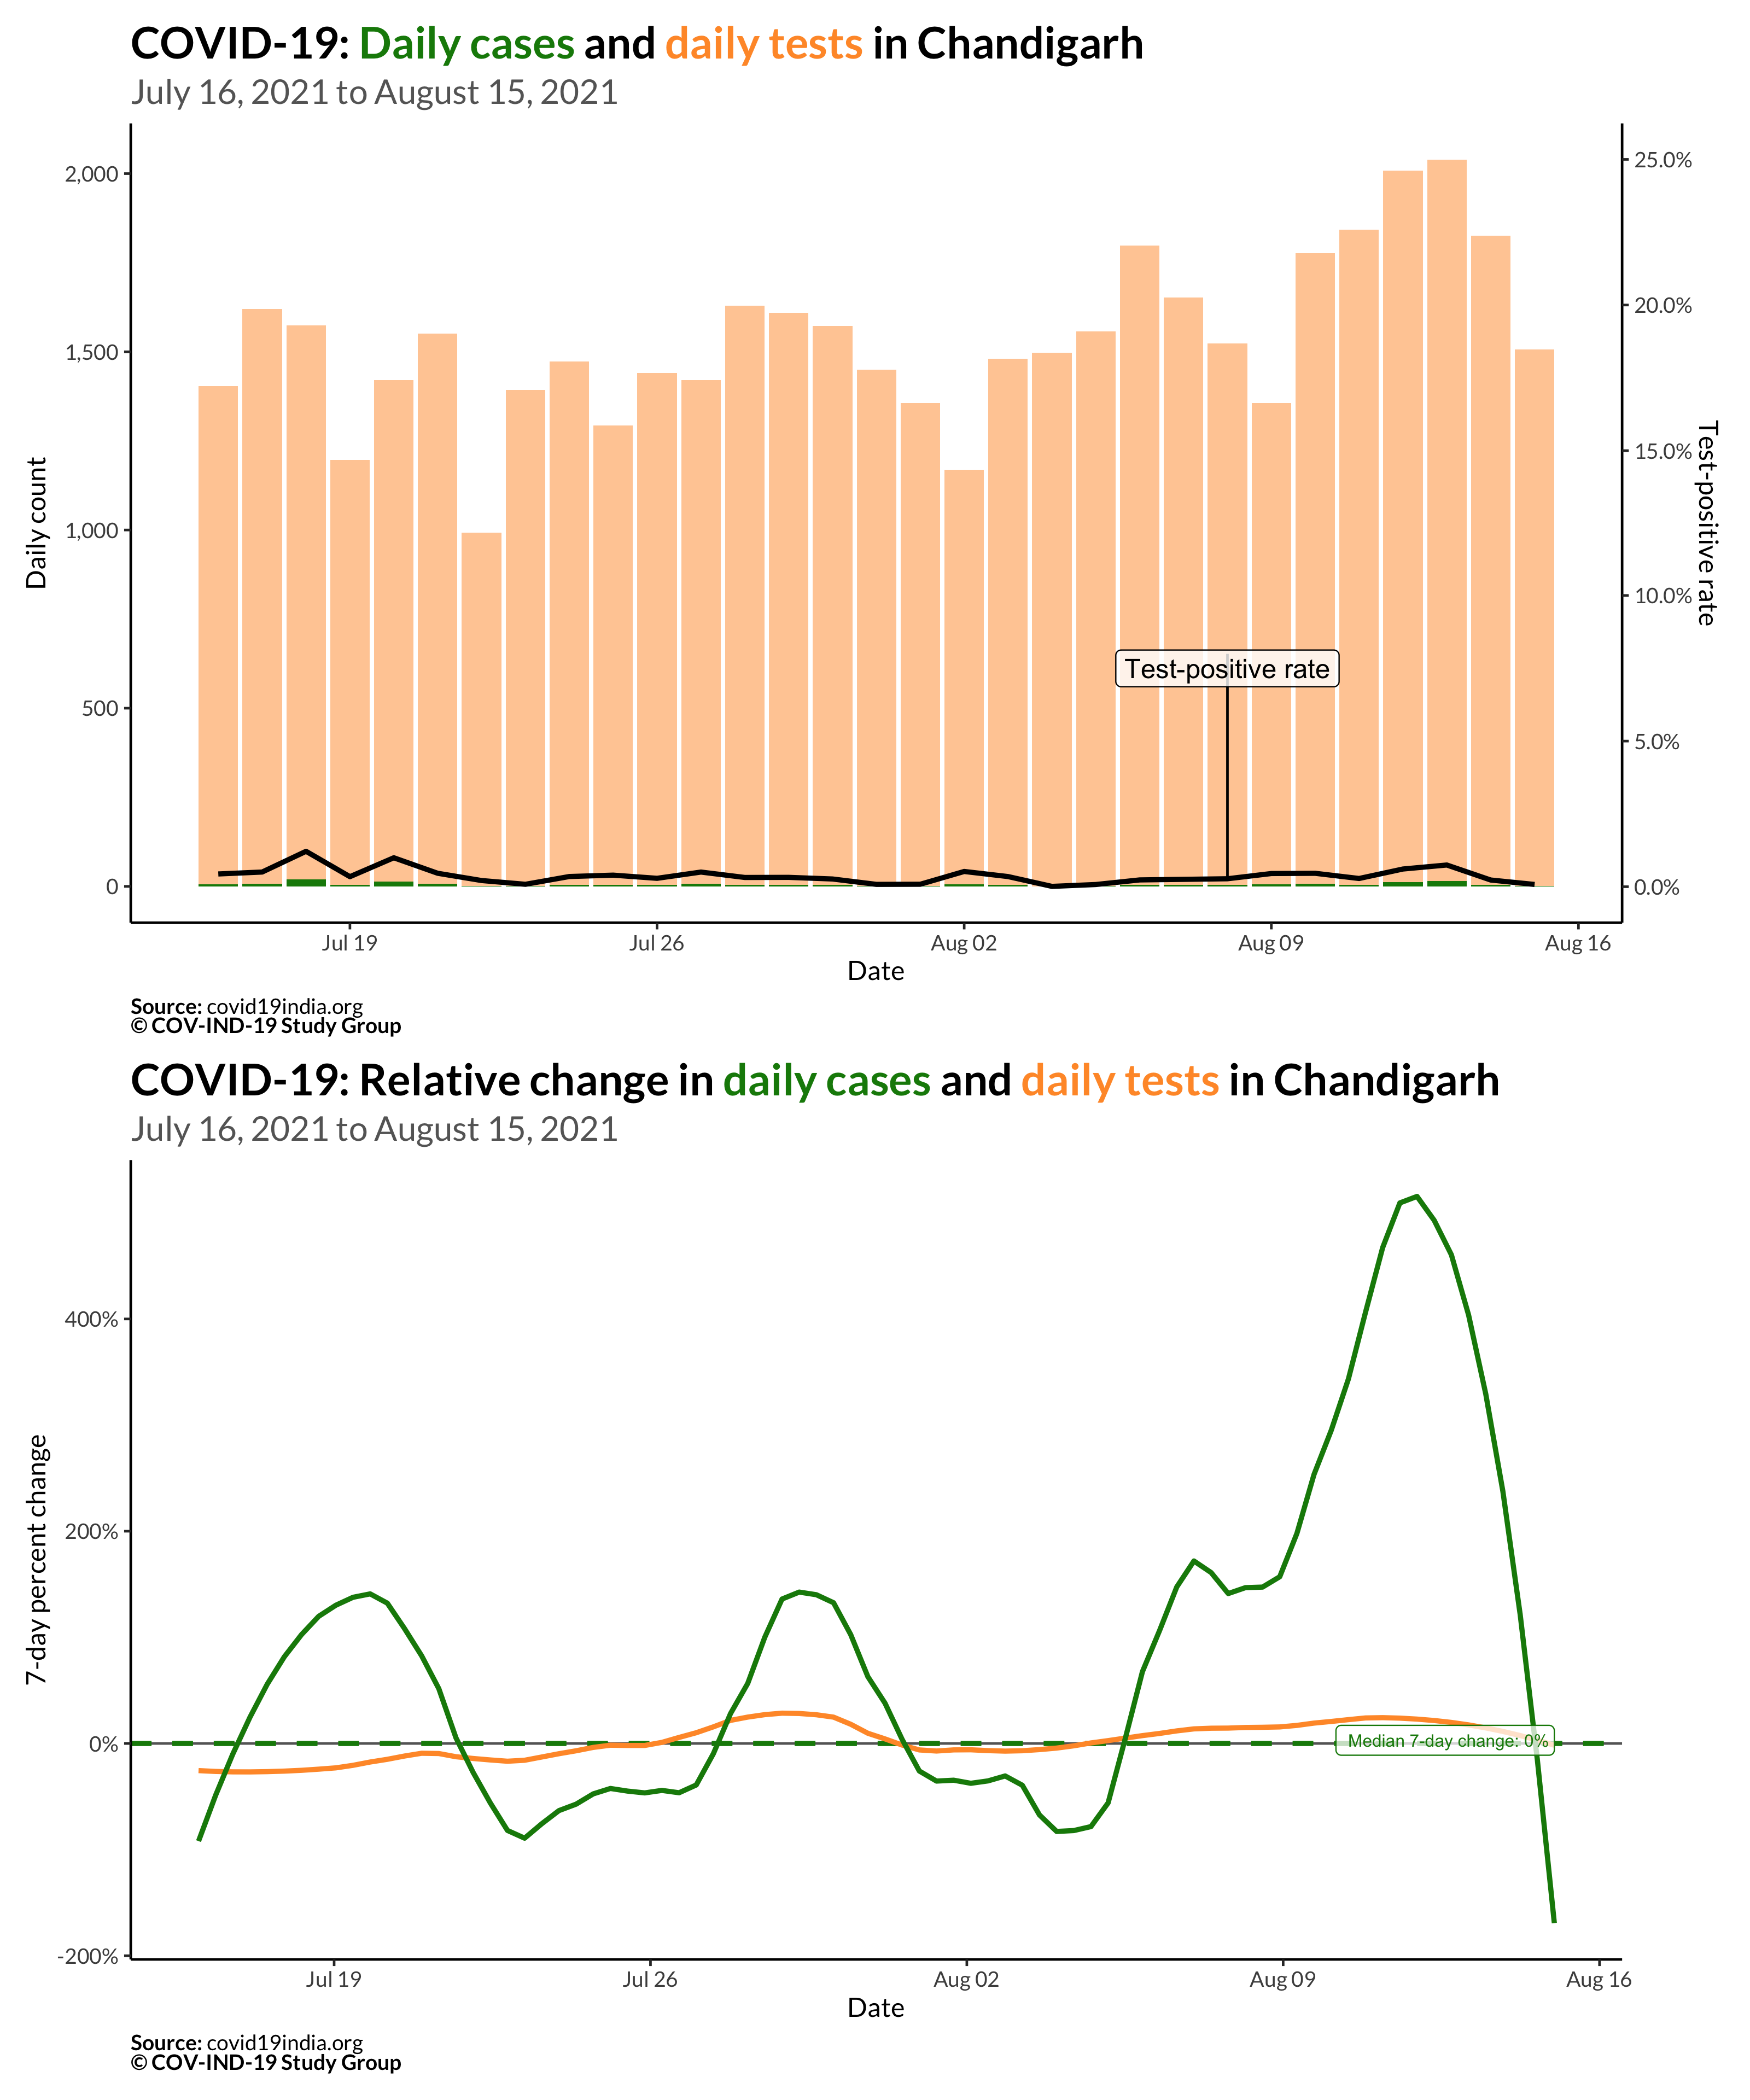 COVID-19: Daily cases and daily tests in Chandigarh
July 16, 2021 to August 15, 2021
2,000
1,500
1,000
500
0
Daily count
25.0%
20.0%
15.0%
10.0%
5.0%
0.0%
Test-positive rate
Test-positive rate
Jul 19
Jul 26
Aug 02
Aug 09
Aug 16
Date
Source: covid19india.org
© COV-IND-19 Study Group
COVID-19: Relative change in daily cases and daily tests in Chandigarh
July 16, 2021 to August 15, 2021
400%
200%
0%
-200%
7-day percent change
Median 7-day change: 0%
Jul 19
Jul 26
Aug 02
Aug 09
Aug 16
Date
Source: covid19india.org
© COV-IND-19 Study Group